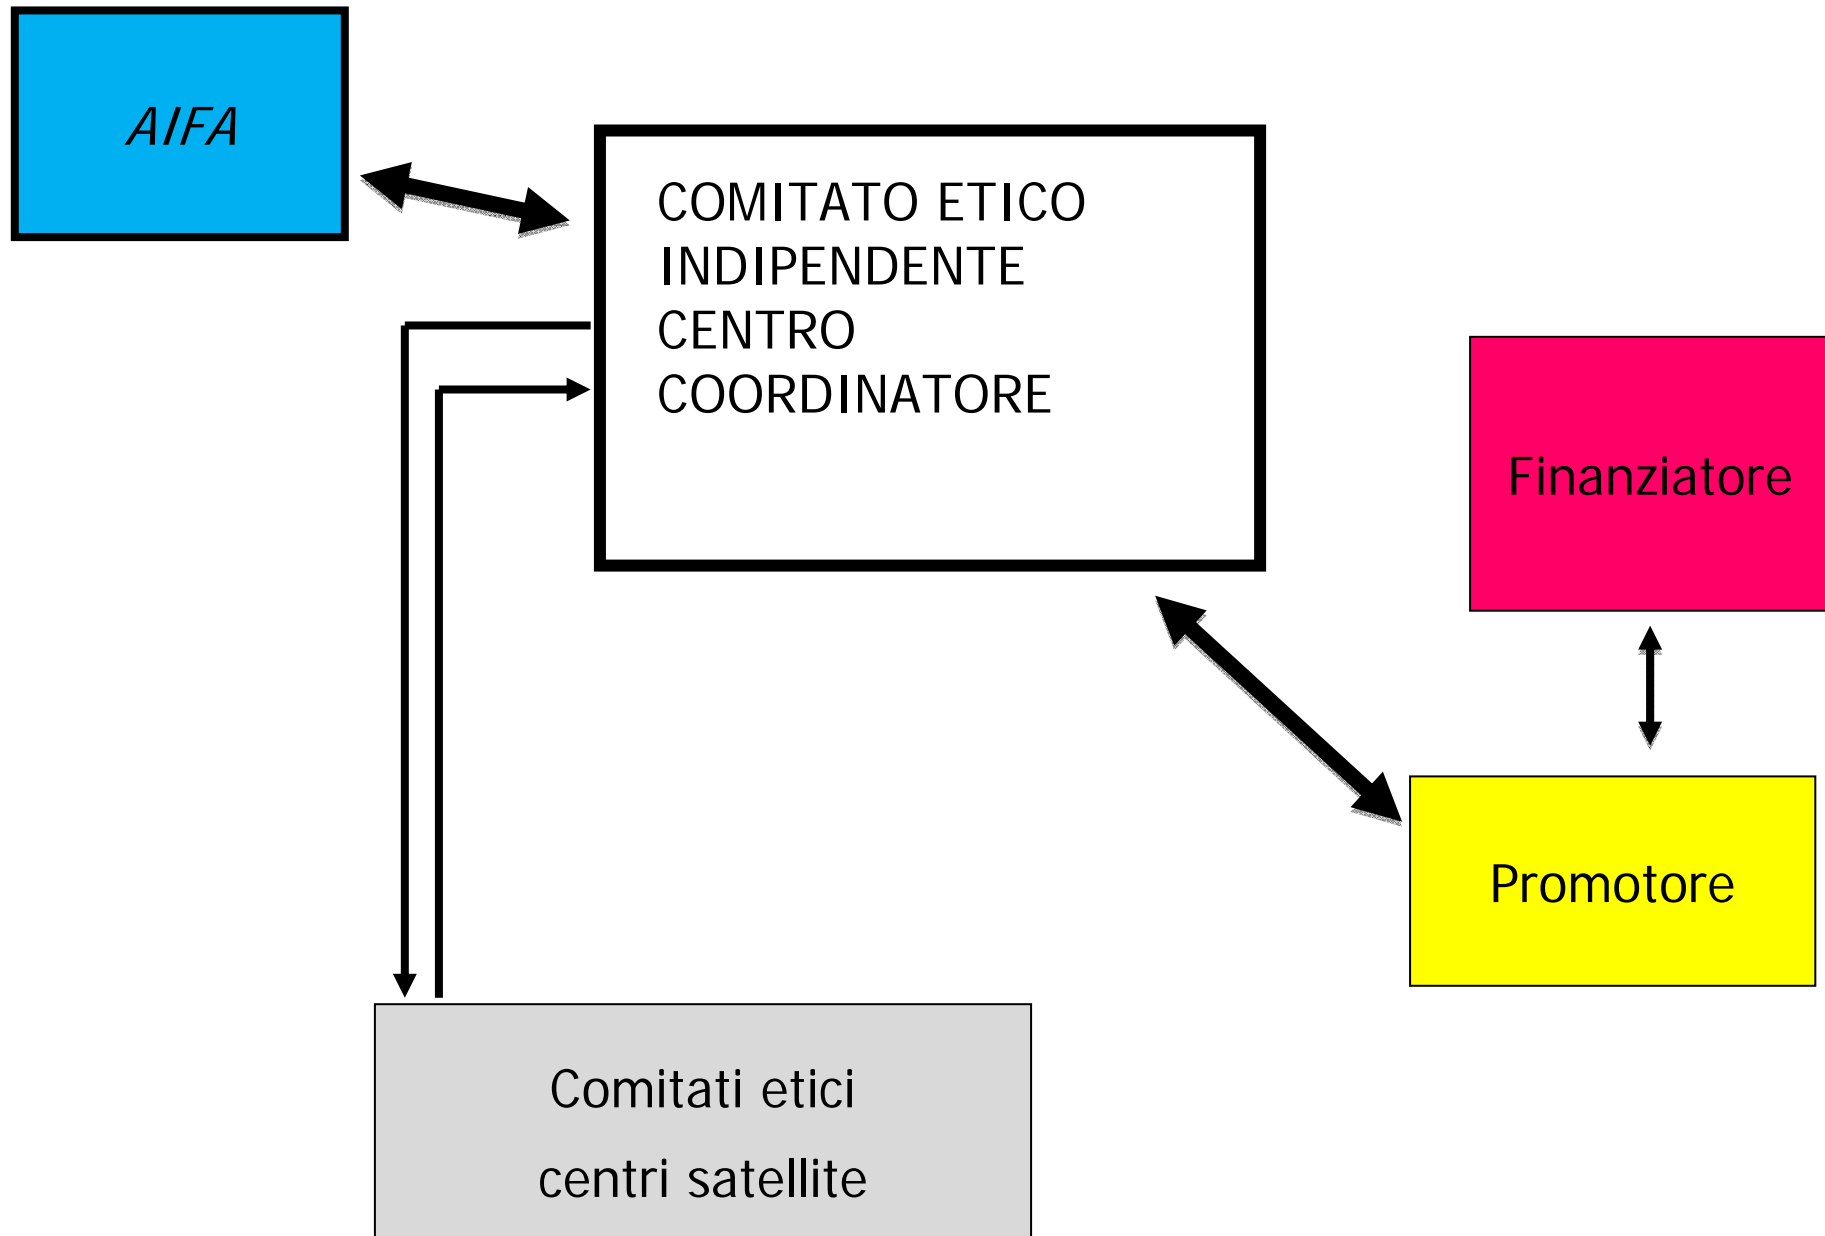 AIFA
COMITATO ETICO
INDIPENDENTE
CENTRO
COORDINATORE
Finanziatore
Promotore
Comitati etici
centri satellite